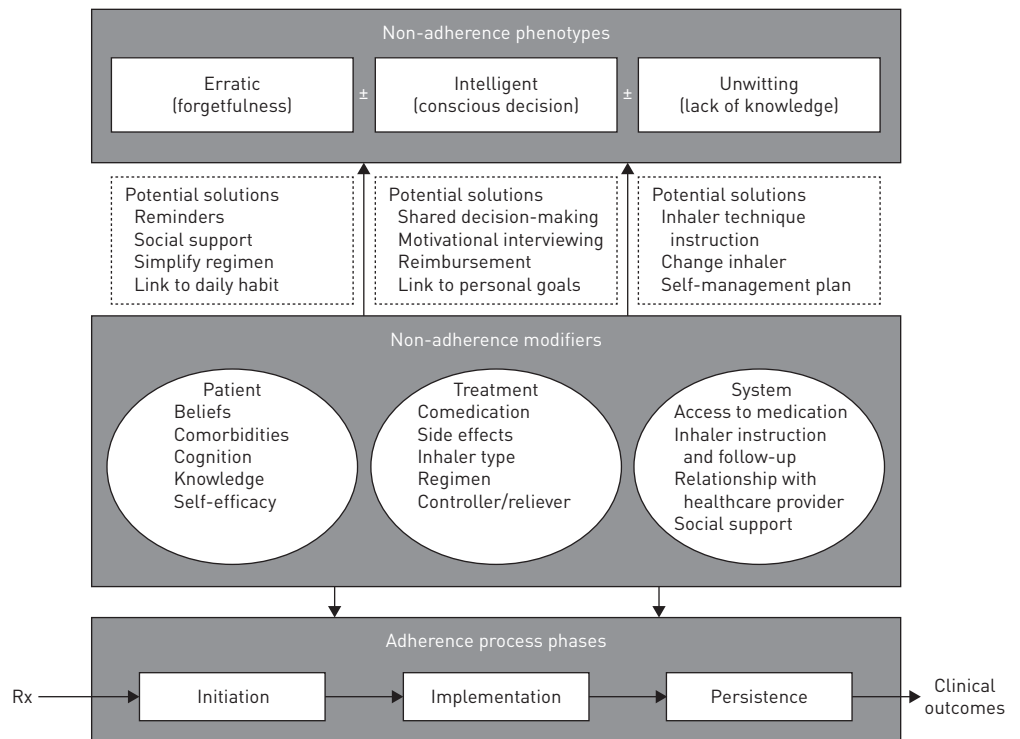 Non-adherence phenotypes
Erratic
(forgetfulness)
±
Intelligent
(conscious decision)
±
Unwitting
(lack of knowledge)
Potential solutions
Reminders
Social support
Simplify regimen
Link to daily habit
Potential solutions
Shared decision-making
Motivational interviewing
Reimbursement
Link to personal goals
Potential solutions
Inhaler technique
instruction
Change inhaler
Self-management plan
Non-adherence modifiers
Patient
Beliefs
Comorbidities
Cognition
Knowledge
Self-efficacy
Treatment
Comedication
Side effects
Inhaler type
Regimen
Controller/reliever
System
Access to medication
Inhaler instruction
and follow-up
Relationship with
healthcare provider
Social support
Adherence process phases
Rx
Initiation
Implementation
Persistence
Clinical
outcomes